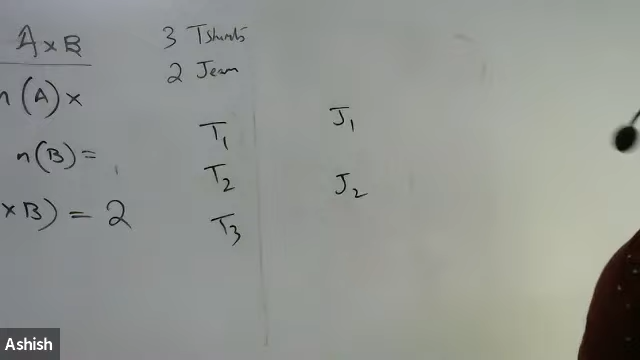 A×B
n(A)×
n(B)=
×B) = 2
3 Tshirts
2 Jean
T1
T2
T3
J1
J2
Ashish